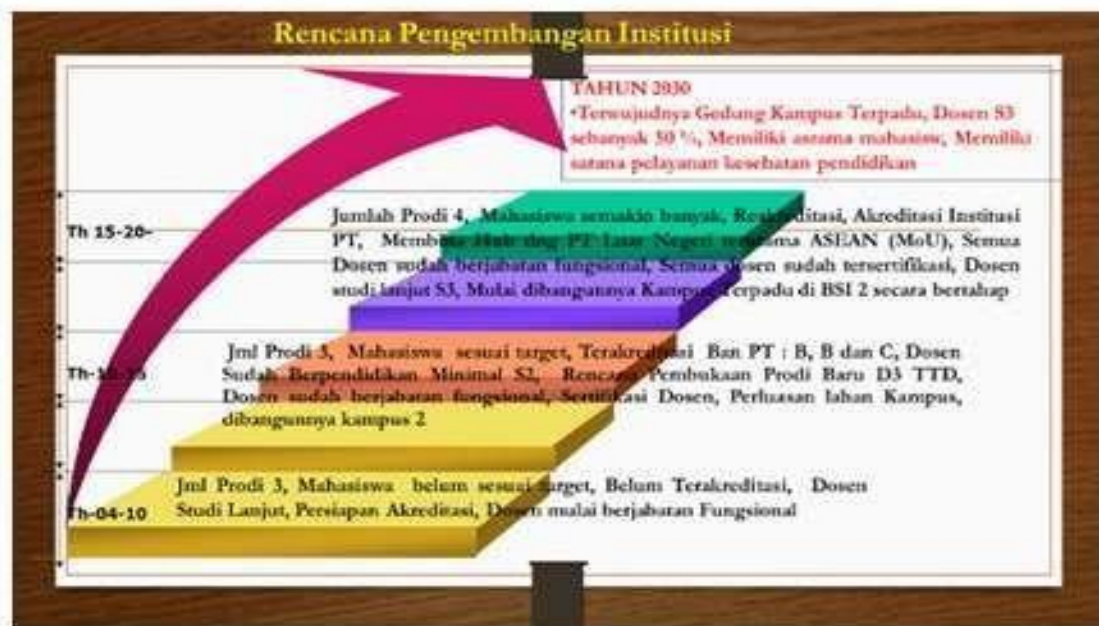 Rencana Pengembangan Institusi
TAHUN 2030
•Terwujudnya Gedung Kampus Terpadu, Dosen S3
sebanyak 50 %, Memiliki asrama mahasisw, Memiliki
satana pelayanan kesehatan pendidikan
Th 15-20-
Jumlah Prodi 4, Mahasiswa semakin banyak, Reakreditasi, Akreditasi Institusi
PT, Membina Hub dng PT Luar Negeri terutama ASEAN (MoU), Semua
Dosen sudah berjabatan fungsional, Semua dosen sudah tersertifikasi, Dosen
studi lanjut S3, Mulai dibangunnya Kampus Terpadu di BSI 2 secara bertahap
Jml Prodi 3, Mahasiswa sesuai target, Terakreditasi Ban PT : B, B dan C, Dosen
Sudah Berpendidikan Minimal S2, Rencana Pembukaan Prodi Baru D3 TTD,
Dosen sudah berjabatan fungsional, Sertifikasi Dosen, Perluasan lahan Kampus,
dibangunnya kampus 2
Jml Prodi 3, Mahasiswa belum sesuai target, Belum Terakreditasi, Dosen
Studi Lanjut, Persiapan Akreditasi, Dosen mulai berjabatan Fungsional
Th-04-10